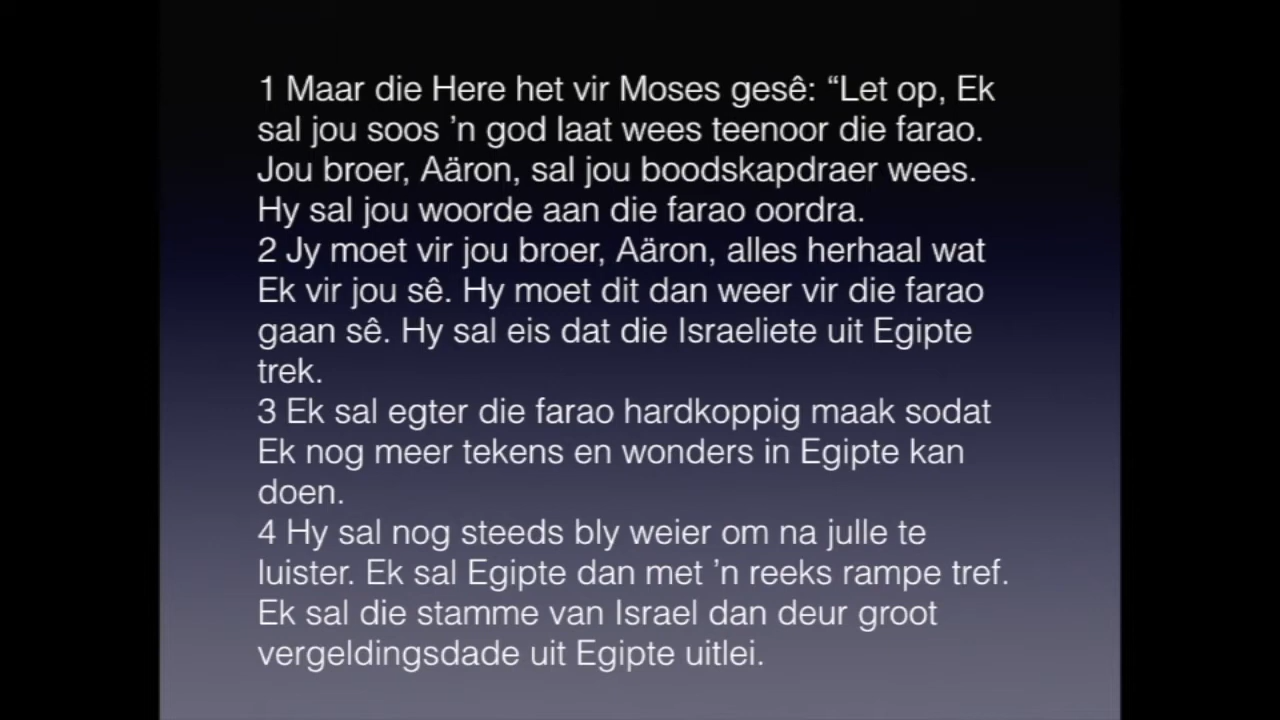 1 Maar die Here het vir Moses gesê: “Let op, Ek
sal jou soos ’n god laat wees teenoor die farao.
Jou broer, Aäron, sal jou boodskapdraer wees.
Hy sal jou woorde aan die farao oordra.
2 Jy moet vir jou broer, Aäron, alles herhaal wat
Ek vir jou sê. Hy moet dit dan weer vir die farao
gaan sê. Hy sal eis dat die Israeliete uit Egipte
trek.
3 Ek sal egter die farao hardkoppig maak sodat
Ek nog meer tekens en wonders in Egipte kan
doen.
4 Hy sal nog steeds bly weier om na julle te
luister. Ek sal Egipte dan met ’n reeks rampe tref.
Ek sal die stamme van Israel dan deur groot
vergeldingsdade uit Egipte uitlei.